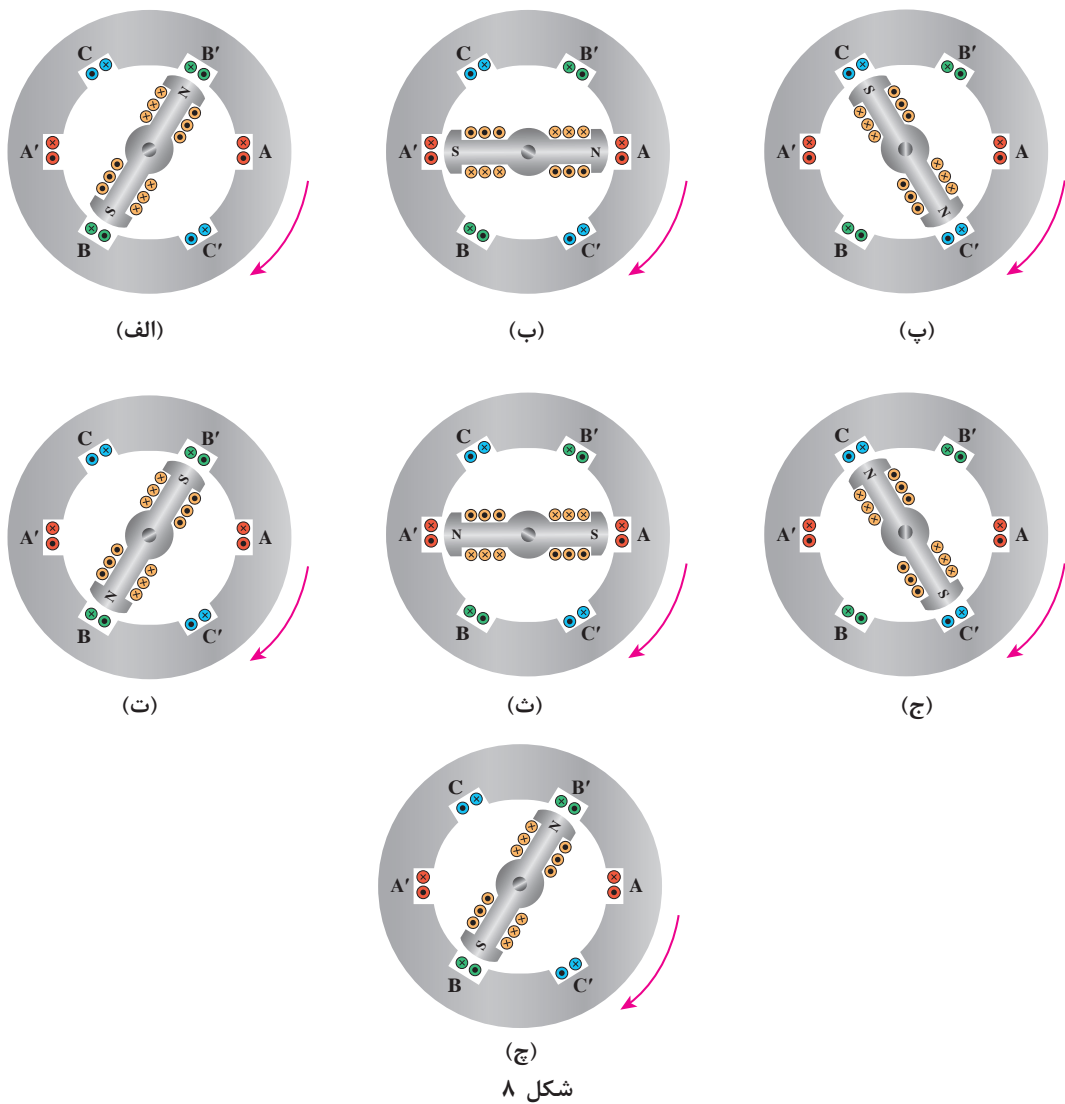 C B′
A′ N A
S
B C′
(الف)
C B′
A′ S N A
B C′
(ب)
C B′
S
A′ A
N
B C′
(پ)
C B′
S
A′ A
N
B C′
(ت)
C B′
A′ N S A
B C′
(ث)
C B′
N
A′ A
S
B C′
(ج)
C B′
N
A′ A
S
B C′
(چ)
شکل ۸